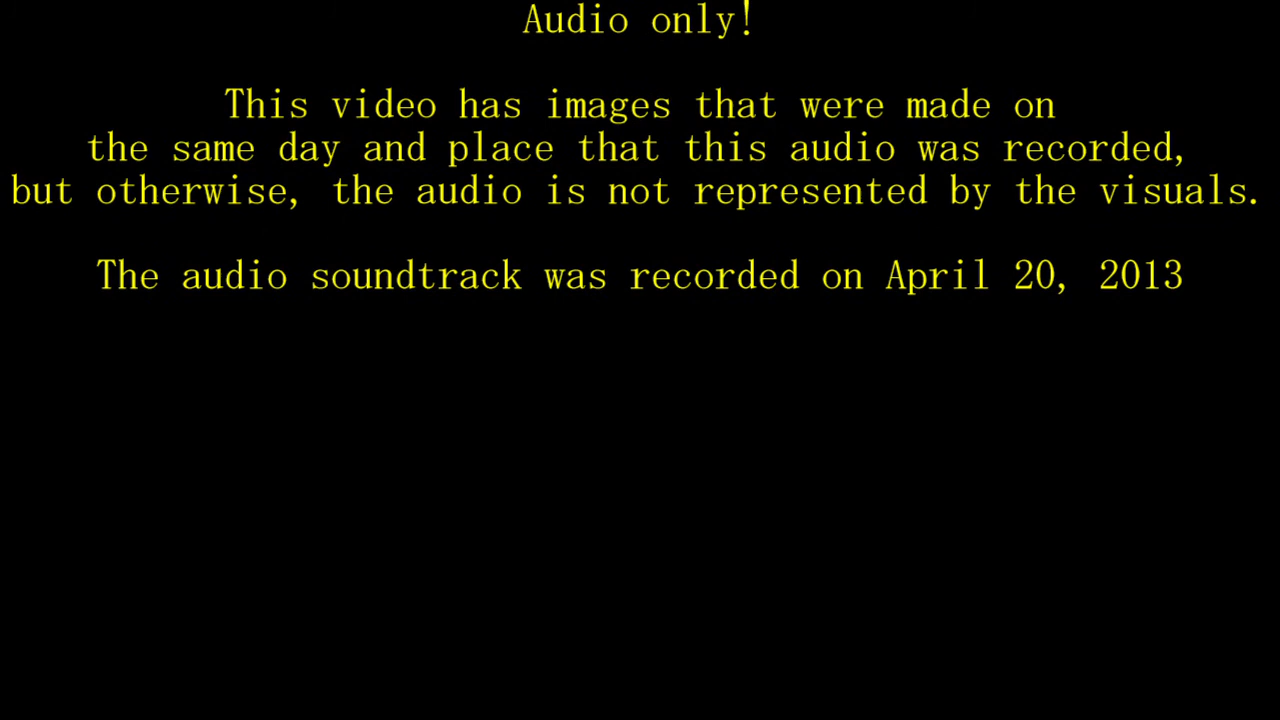 Audio only!
This video has images that were made on
the same day and place that this audio was recorded,
but otherwise, the audio is not represented by the visuals.
The audio soundtrack was recorded on April 20, 2013